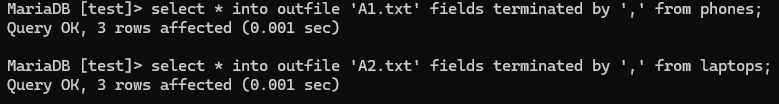 MariaDB [test]> select * into outfile 'A1.txt' fields terminated by ',' from phones;
Query OK, 3 rows affected (0.001 sec)
MariaDB [test]> select * into outfile 'A2.txt' fields terminated by ',' from laptops;
Query OK, 3 rows affected (0.001 sec)